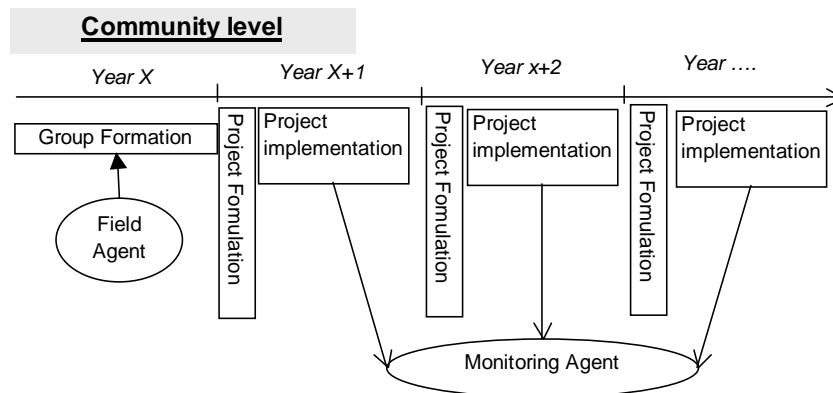 Community level
Year X
Year X+1
Year x+2
Year ....
Group Formation
Project Fomulation
Project
implementation
Project Fomulation
Project
implementation
Project Fomulation
Project
implementation
Field
Agent
Monitoring Agent